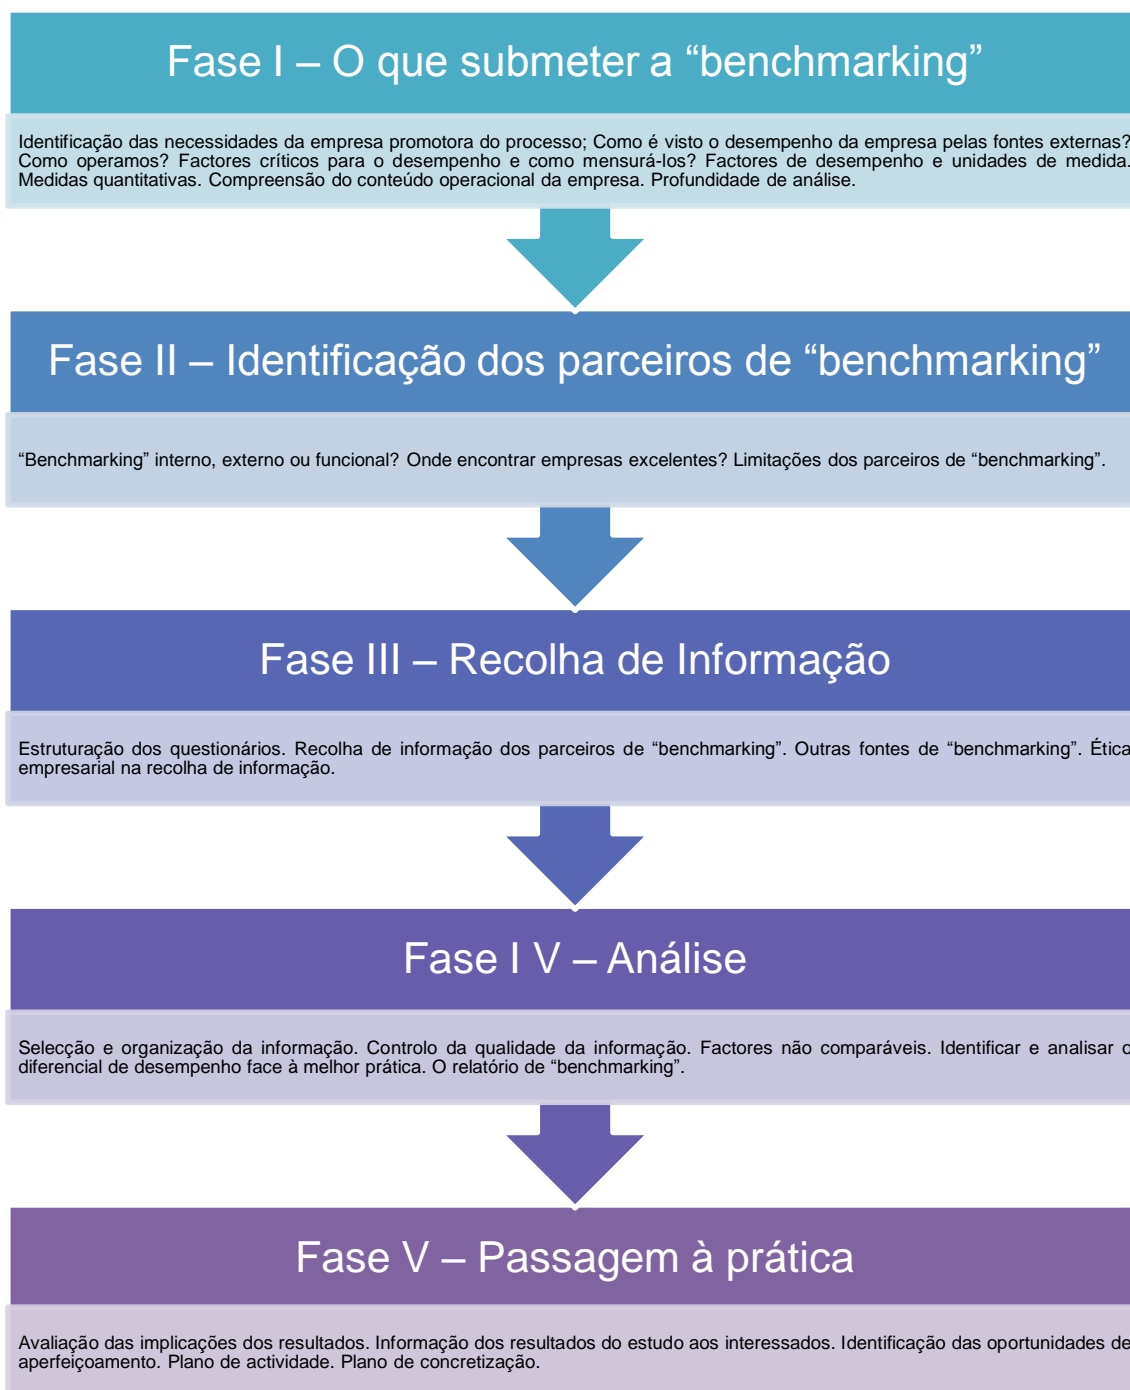 Fase I – O que submeter a “benchmarking”
Identificação das necessidades da empresa promotora do processo; Como é visto o desempenho da empresa pelas fontes externas?
Como operamos? Factores críticos para o desempenho e como mensurá-los? Factores de desempenho e unidades de medida.
Medidas quantitativas. Compreensão do conteúdo operacional da empresa. Profundidade de análise.
Fase II – Identificação dos parceiros de “benchmarking”
“Benchmarking” interno, externo ou funcional? Onde encontrar empresas excelentes? Limitações dos parceiros de “benchmarking”.
Fase III – Recolha de Informação
Estruturação dos questionários. Recolha de informação dos parceiros de “benchmarking”. Outras fontes de “benchmarking”. Ética
empresarial na recolha de informação.
Fase I V – Análise
Selecção e organização da informação. Controlo da qualidade da informação. Factores não comparáveis. Identificar e analisar o
diferencial de desempenho face à melhor prática. O relatório de “benchmarking”.
Fase V – Passagem à prática
Avaliação das implicações dos resultados. Informação dos resultados do estudo aos interessados. Identificação das oportunidades de
aperfeiçoamento. Plano de actividade. Plano de concretização.